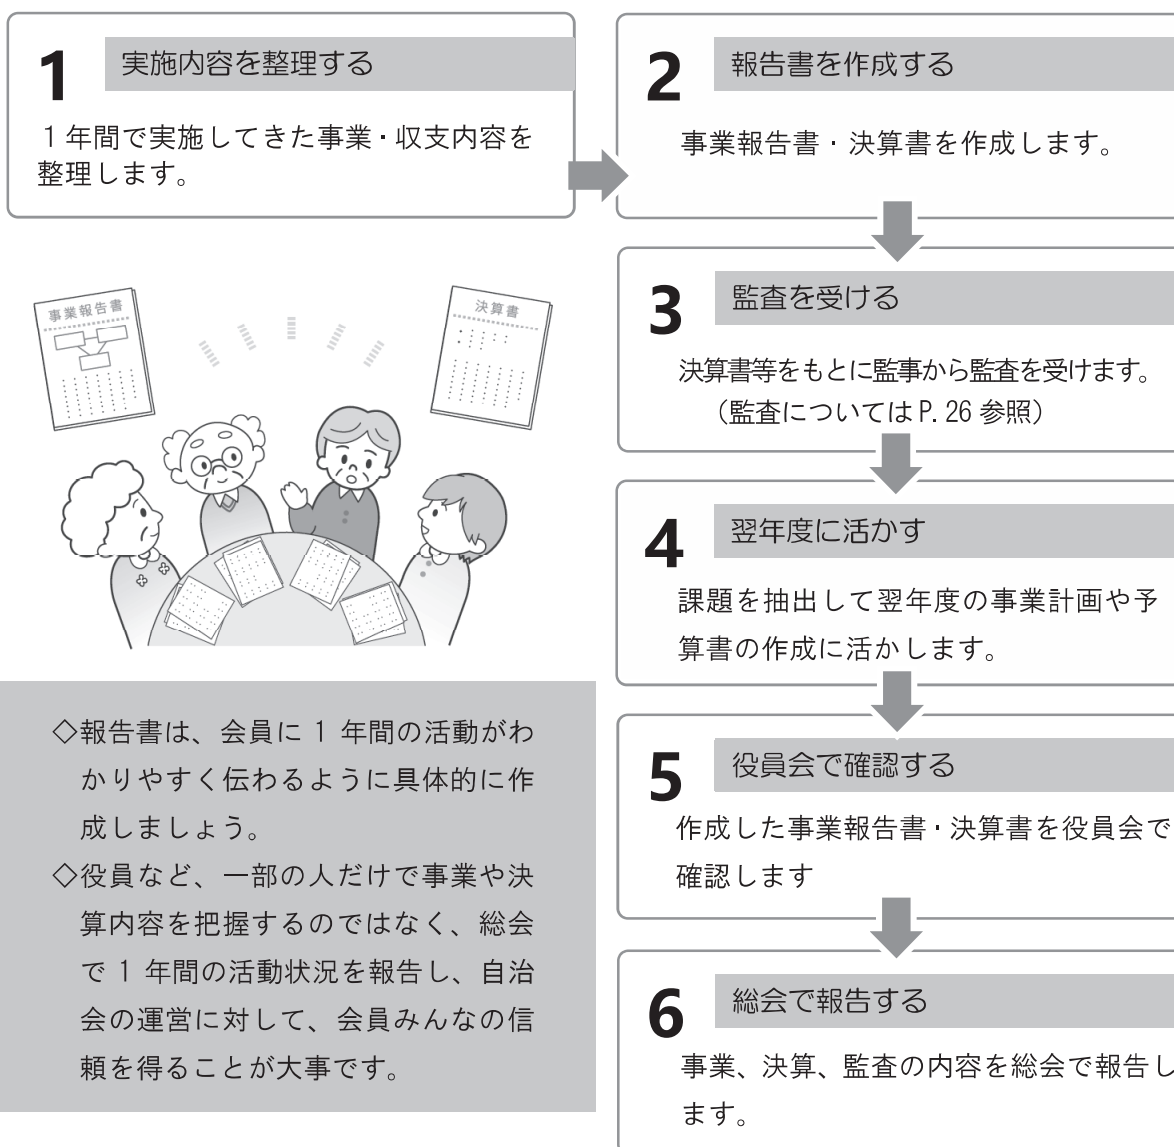 1 実施内容を整理する
１年間で実施してきた事業・収支内容を
整理します。
2 報告書を作成する
事業報告書・決算書を作成します。
3 監査を受ける
決算書等をもとに監事から監査を受けます。
（監査についてはP.26 参照）
4 翌年度に活かす
課題を抽出して翌年度の事業計画や予
算書の作成に活かします。
5 役員会で確認する
作成した事業報告書・決算書を役員会で
確認します
6 総会で報告する
事業、決算、監査の内容を総会で報告し
ます。
事業報告書
決算書
◇報告書は、会員に 1 年間の活動がわ
かりやすく伝わるように具体的に作
成しましょう。
◇役員など、一部の人だけで事業や決
算内容を把握するのではなく、総会
で 1 年間の活動状況を報告し、自治
会の運営に対して、会員みんなの信
頼を得ることが大事です。